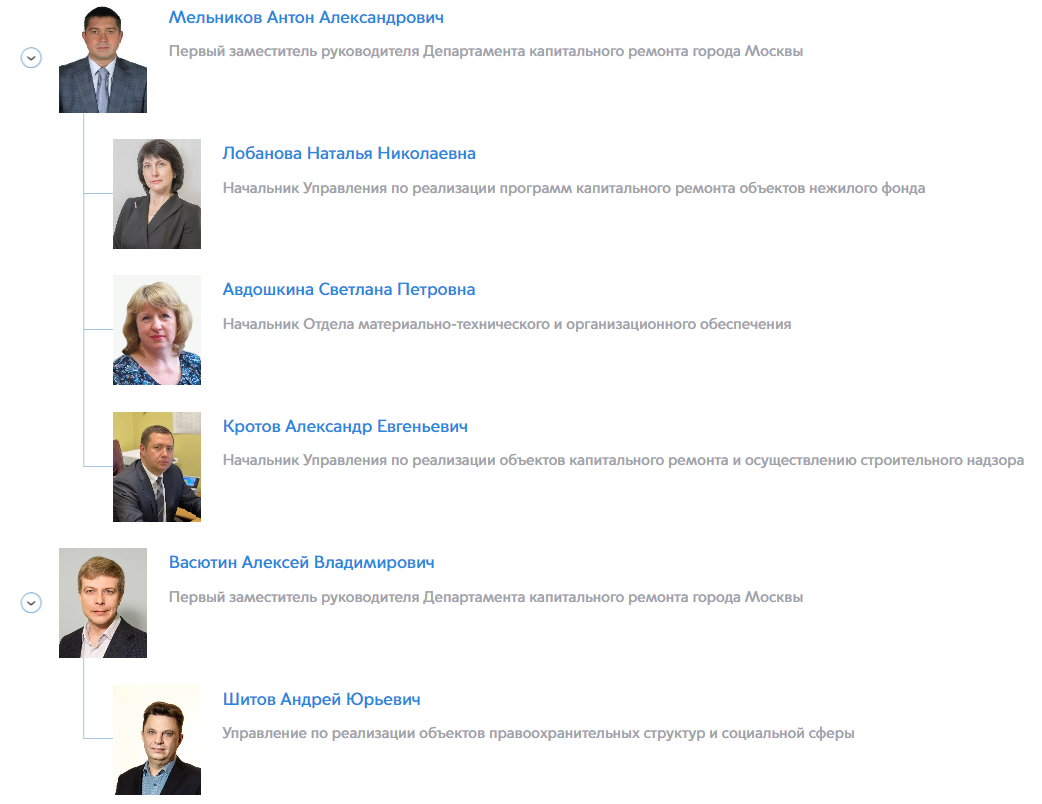 Мельников Антон Александрович
Первый заместитель руководителя Департамента капитального ремонта города Москвы
Лобанова Наталья Николаевна
Начальник Управления по реализации программ капитального ремонта объектов нежилого фонда
Авдошкина Светлана Петровна
Начальник Отдела материально-технического и организационного обеспечения
Кротов Александр Евгеньевич
Начальник Управления по реализации объектов капитального ремонта и осуществлению строительного надзора
Васютин Алексей Владимирович
Первый заместитель руководителя Департамента капитального ремонта города Москвы
Шитов Андрей Юрьевич
Управление по реализации объектов правоохранительных структур и социальной сферы